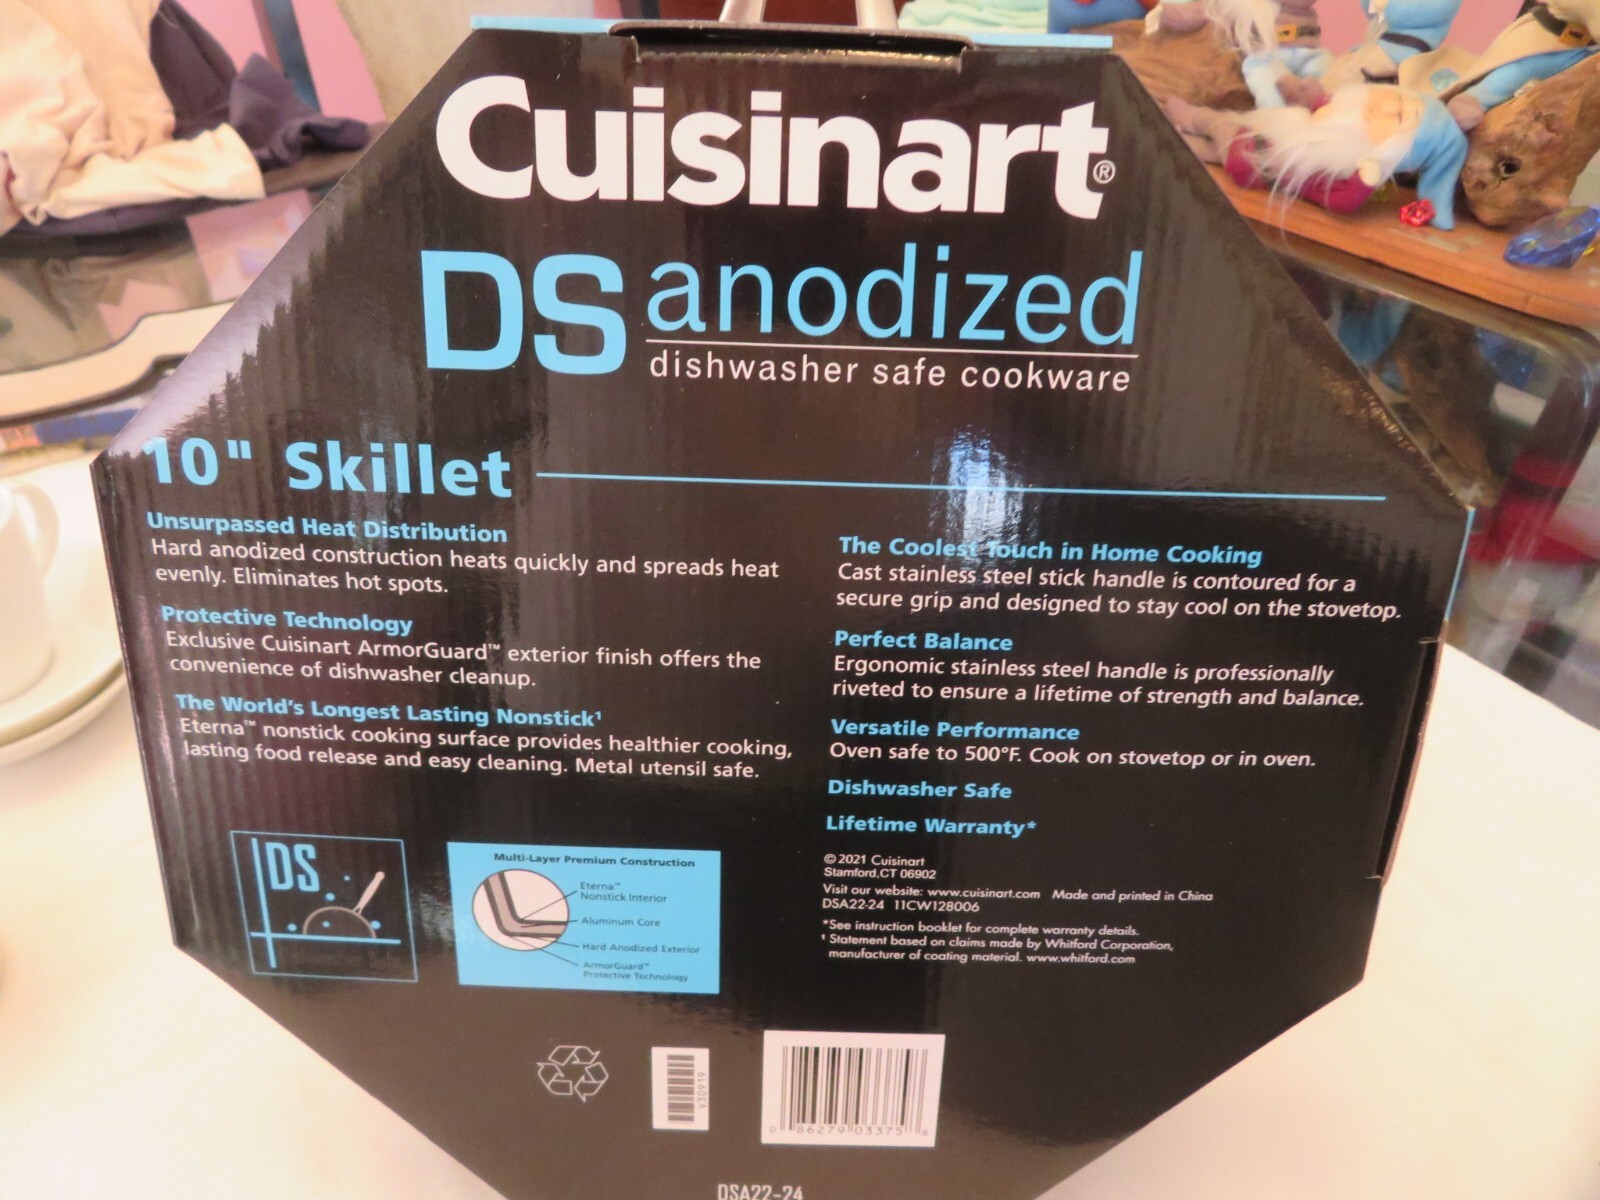 Cuisinart®
DS anodized
dishwasher safe cookware
10" Skillet
Unsurpassed Heat Distribution
Hard anodized construction heats quickly and spreads heat
evenly. Eliminates hot spots.
Protective Technology
Exclusive Cuisinart ArmorGuard™ exterior finish offers the
convenience of dishwasher cleanup.
The World's Longest Lasting Nonstick¹
Eterna™ nonstick cooking surface provides healthier cooking,
lasting food release and easy cleaning. Metal utensil safe.
The Coolest Touch in Home Cooking
Cast stainless steel stick handle is contoured for a
secure grip and designed to stay cool on the stovetop.
Perfect Balance
Ergonomic stainless steel handle is professionally
riveted to ensure a lifetime of strength and balance.
Versatile Performance
Oven safe to 500°F. Cook on stovetop or in oven.
Dishwasher Safe
Lifetime Warranty*
© 2021 Cuisinart
Stamford,CT 06902
Visit our website: www.cuisinart.com Made and printed in China
DSA22-24 11CW128006
*See instruction booklet for complete warranty details.
¹ Statement based on claims made by Whitford Corporation,
manufacturer of coating material. www.whitford.com
DS
Multi-Layer Premium Construction
Eterna™
Nonstick Interior
Aluminum Core
Hard Anodized Exterior
ArmorGuard™
Protective Technology
V30919
0 86279 03375 8
DSA22-24